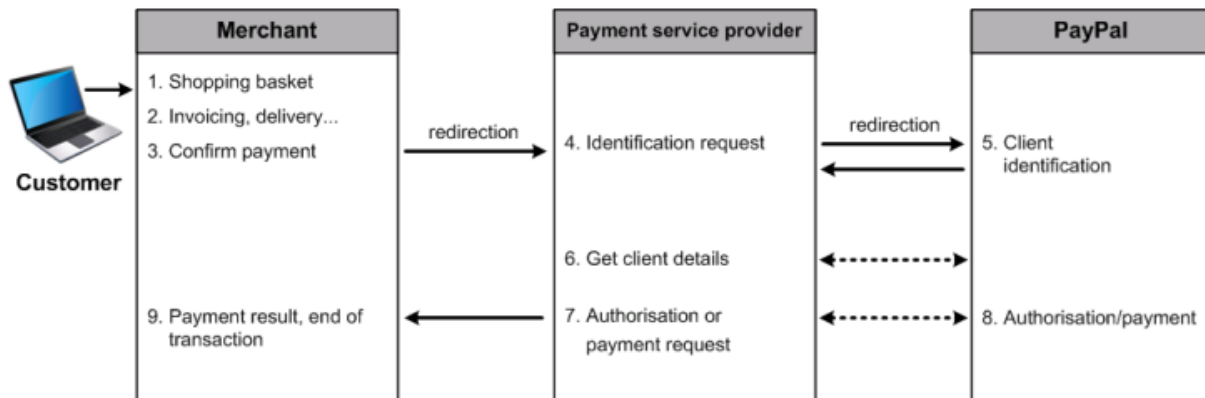 Merchant
Payment service provider
PayPal
Customer
1. Shopping basket
2. Invoicing, delivery...
3. Confirm payment
redirection
4. Identification request
redirection
5. Client
identification
6. Get client details
7. Authorisation or
payment request
8. Authorisation/payment
9. Payment result, end of
transaction